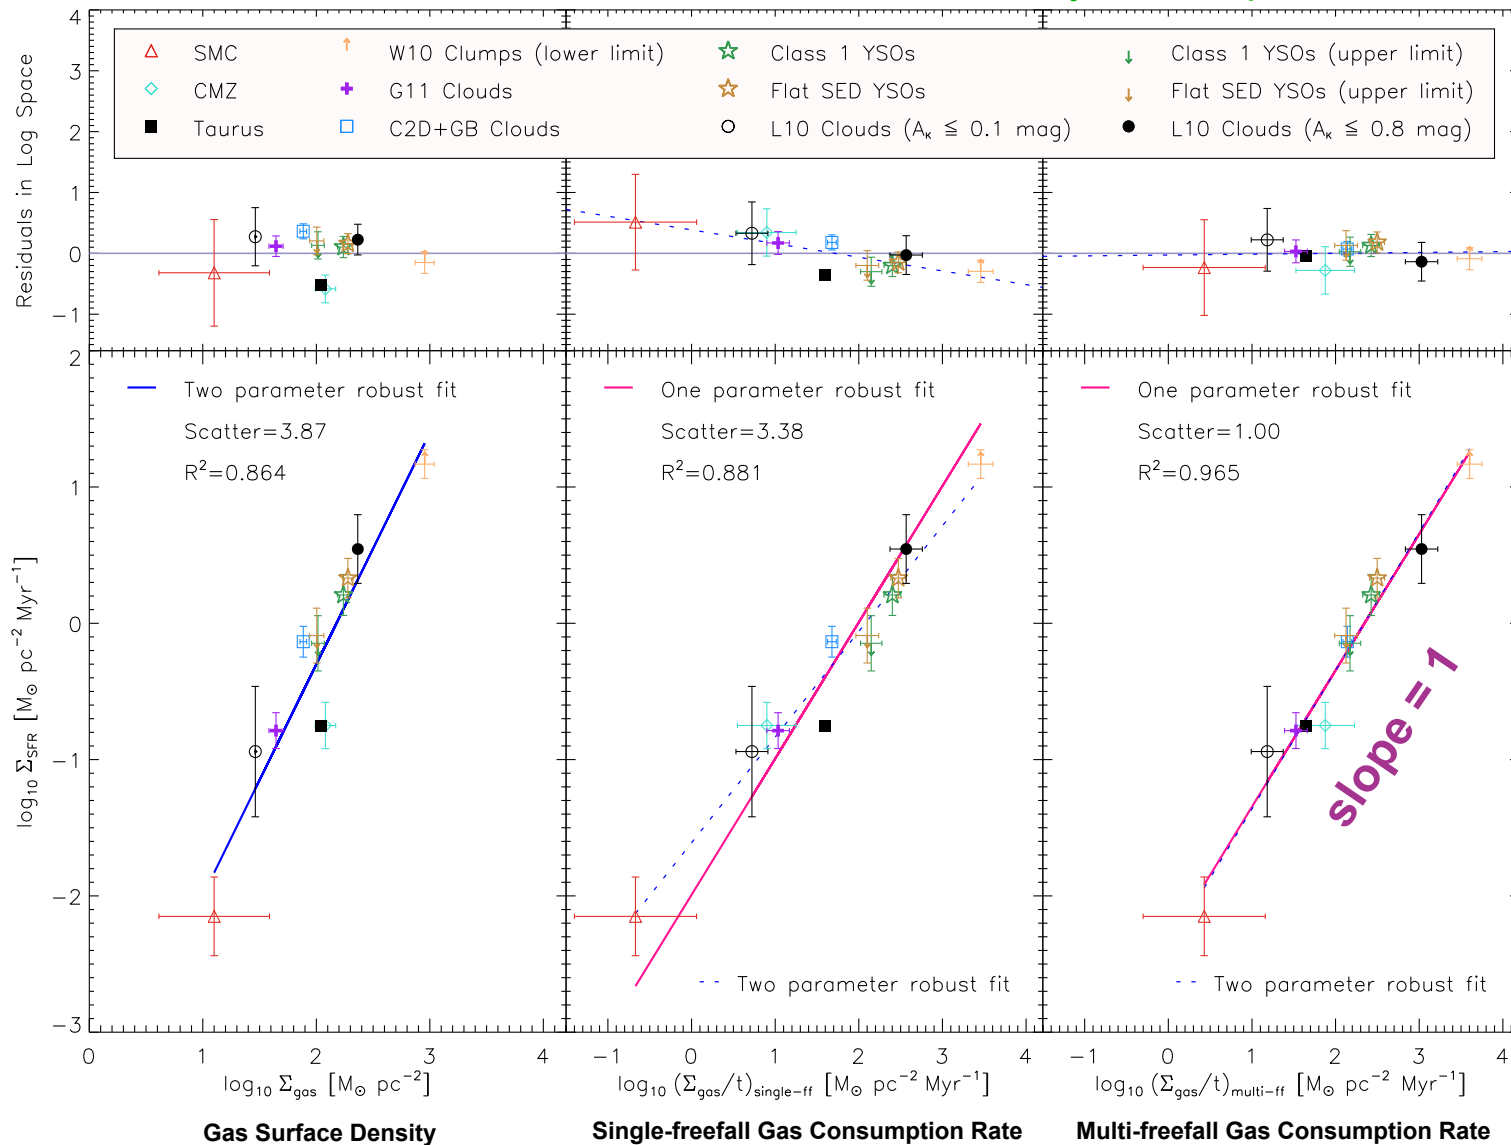 4
3
2
1
0
−1
Residuals in Log Space
SMC
W10 Clumps (lower limit)
Class 1 YSOs
Class 1 YSOs (upper limit)
CMZ
G11 Clouds
Flat SED YSOs
Flat SED YSOs (upper limit)
Taurus
C2D+GB Clouds
L10 Clouds (Aₖ ≦ 0.1 mag)
L10 Clouds (Aₖ ≦ 0.8 mag)
2
1
0
−1
−2
−3
log₁₀ Σ_SFR [M⊙ pc⁻² Myr⁻¹]
Two parameter robust fit
Scatter=3.87
R²=0.864
One parameter robust fit
Scatter=3.38
R²=0.881
Two parameter robust fit
One parameter robust fit
Scatter=1.00
R²=0.965
slope = 1
Two parameter robust fit
0 1 2 3 4
−1 0 1 2 3 4
−1 0 1 2 3 4
log₁₀ Σ_gas [M⊙ pc⁻²]
log₁₀ (Σ_gas/t)_single-ff [M⊙ pc⁻² Myr⁻¹]
log₁₀ (Σ_gas/t)_multi-ff [M⊙ pc⁻² Myr⁻¹]
Gas Surface Density
Single-freefall Gas Consumption Rate
Multi-freefall Gas Consumption Rate